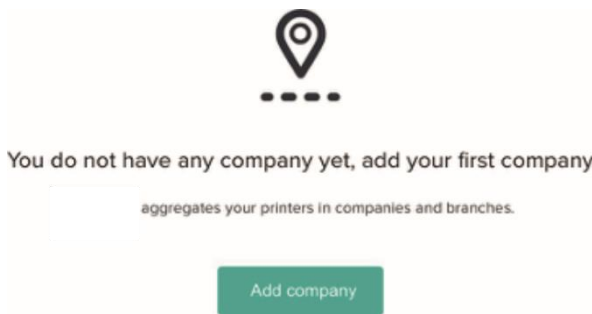 You do not have any company yet, add your first company
aggregates your printers in companies and branches.
Add company